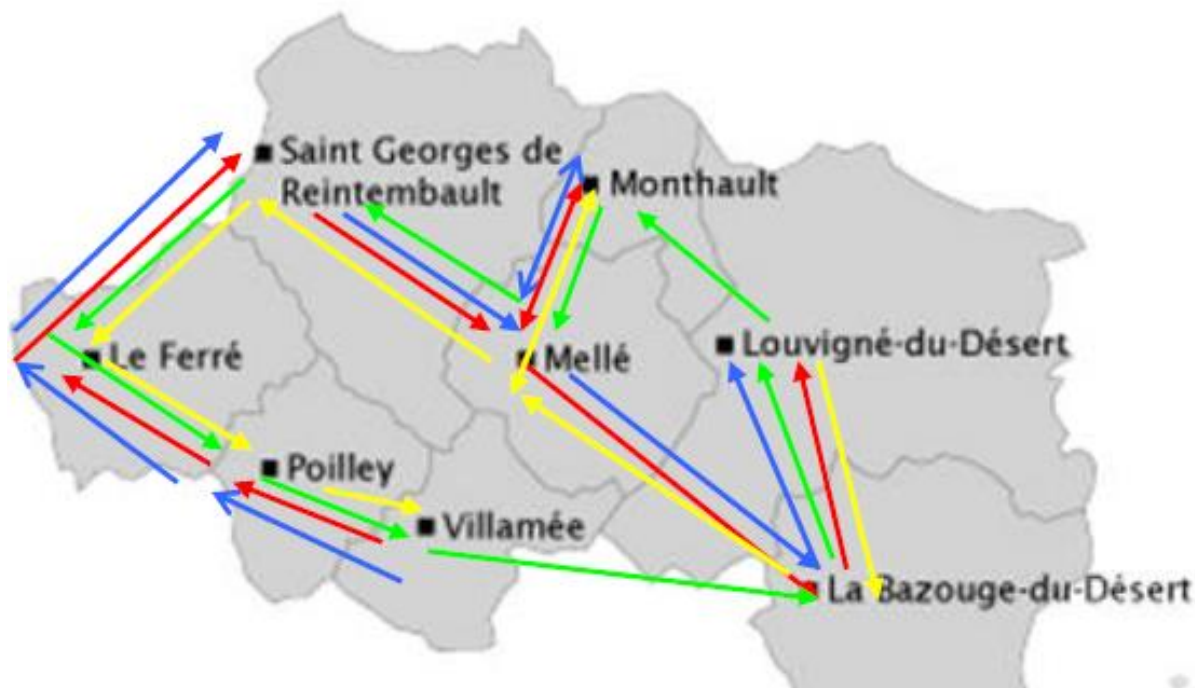 Saint Georges de
Reintembault
Monthault
Le Ferré
Mellé
Louvigné-du-Désert
Poilley
Villamée
La Bazouge-du-Désert